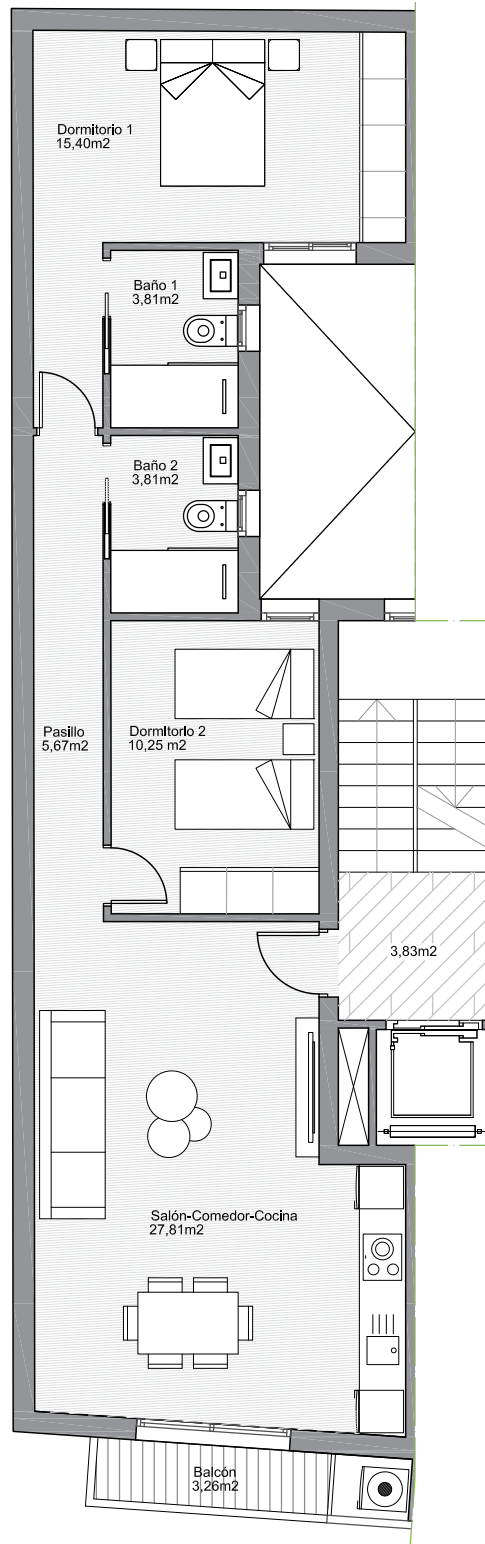 Dormitorio 1
15,40m2
Baño 1
3,81m2
Baño 2
3,81m2
Pasillo
5,67m2
Dormitorio 2
10,25 m2
3,83m2
Salón-Comedor-Cocina
27,81m2
Balcón
3,26m2